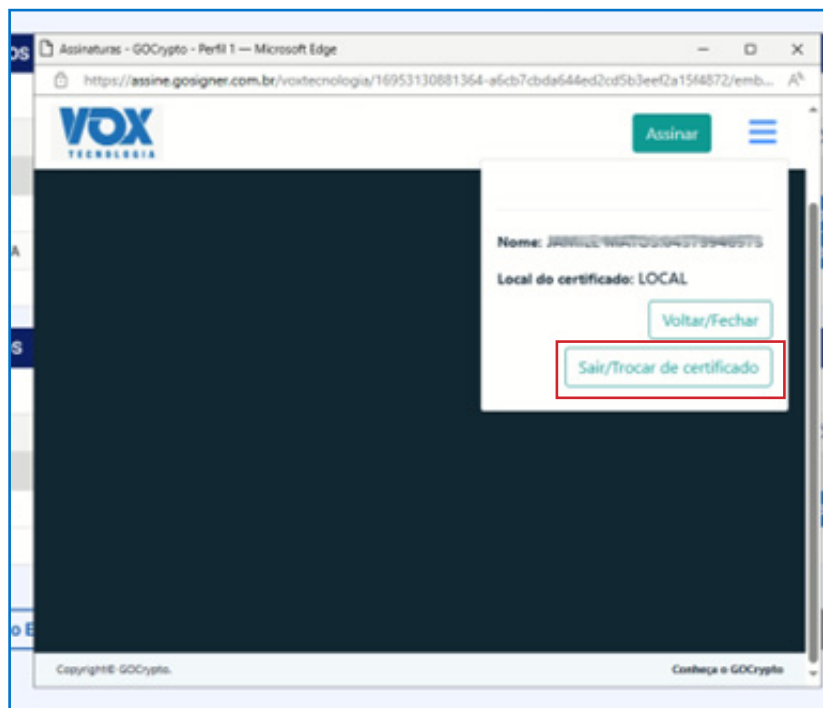 OS
Assinaturas - GOCrypto - Perfil 1 — Microsoft Edge
https://assine.gosigner.com.br/voxtecnologia/16953130881364-a6cb7cbda644ed2cd5b3eef2a15f4872/emb...
VOX
TECNOLOGIA
Assinar
A
Nome:
Local do certificado: LOCAL
Voltar/Fechar
S
Sair/Trocar de certificado
o E
Copyright© GOCrypto.
Conheça o GOCrypto